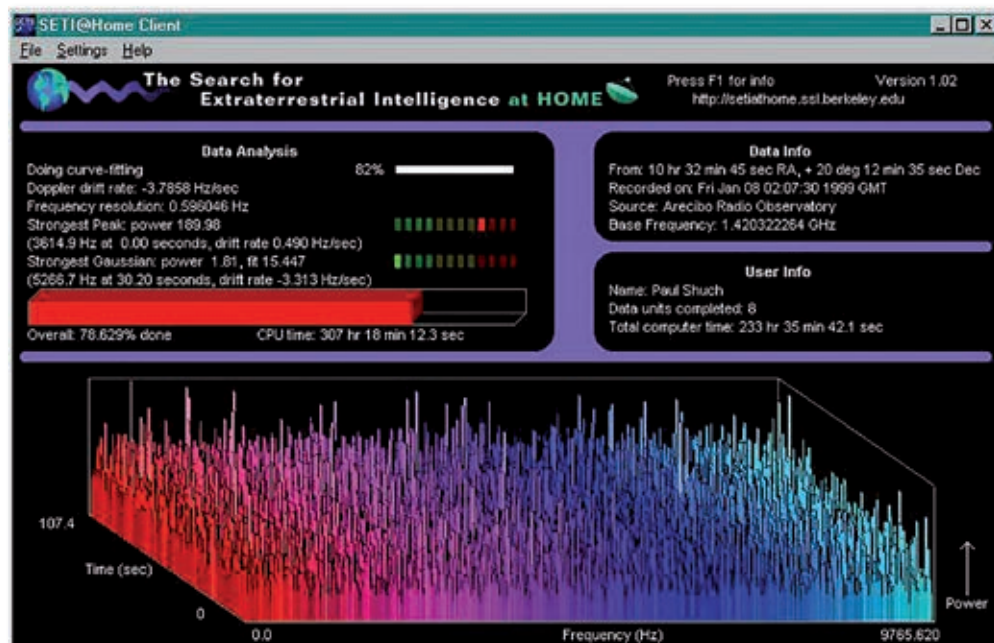 SETI@Home Client
File Settings Help
The Search for
Extraterrestrial Intelligence at HOME
Press F1 for info Version 1.02
http://setiathome.ssl.berkeley.edu
Data Analysis
Doing curve-fitting 82%
Doppler drift rate: -3.7858 Hz/sec
Frequency resolution: 0.596046 Hz
Strongest Peak: power 189.98
(3614.9 Hz at 0.00 seconds, drift rate 0.490 Hz/sec)
Strongest Gaussian: power 1.81, fit 15.447
(5266.7 Hz at 30.20 seconds, drift rate -3.313 Hz/sec)
Overall: 78.629% done CPU time: 307 hr 18 min 12.3 sec
Data Info
From: 10 hr 32 min 45 sec RA, + 20 deg 12 min 35 sec Dec
Recorded on: Fri Jan 08 02:07:30 1999 GMT
Source: Arecibo Radio Observatory
Base Frequency: 1.420322264 GHz
User Info
Name: Paul Shuch
Data units completed: 8
Total computer time: 233 hr 35 min 42.1 sec
107.4
Time (sec)
0
0.0 Frequency (Hz) 9765.620
Power